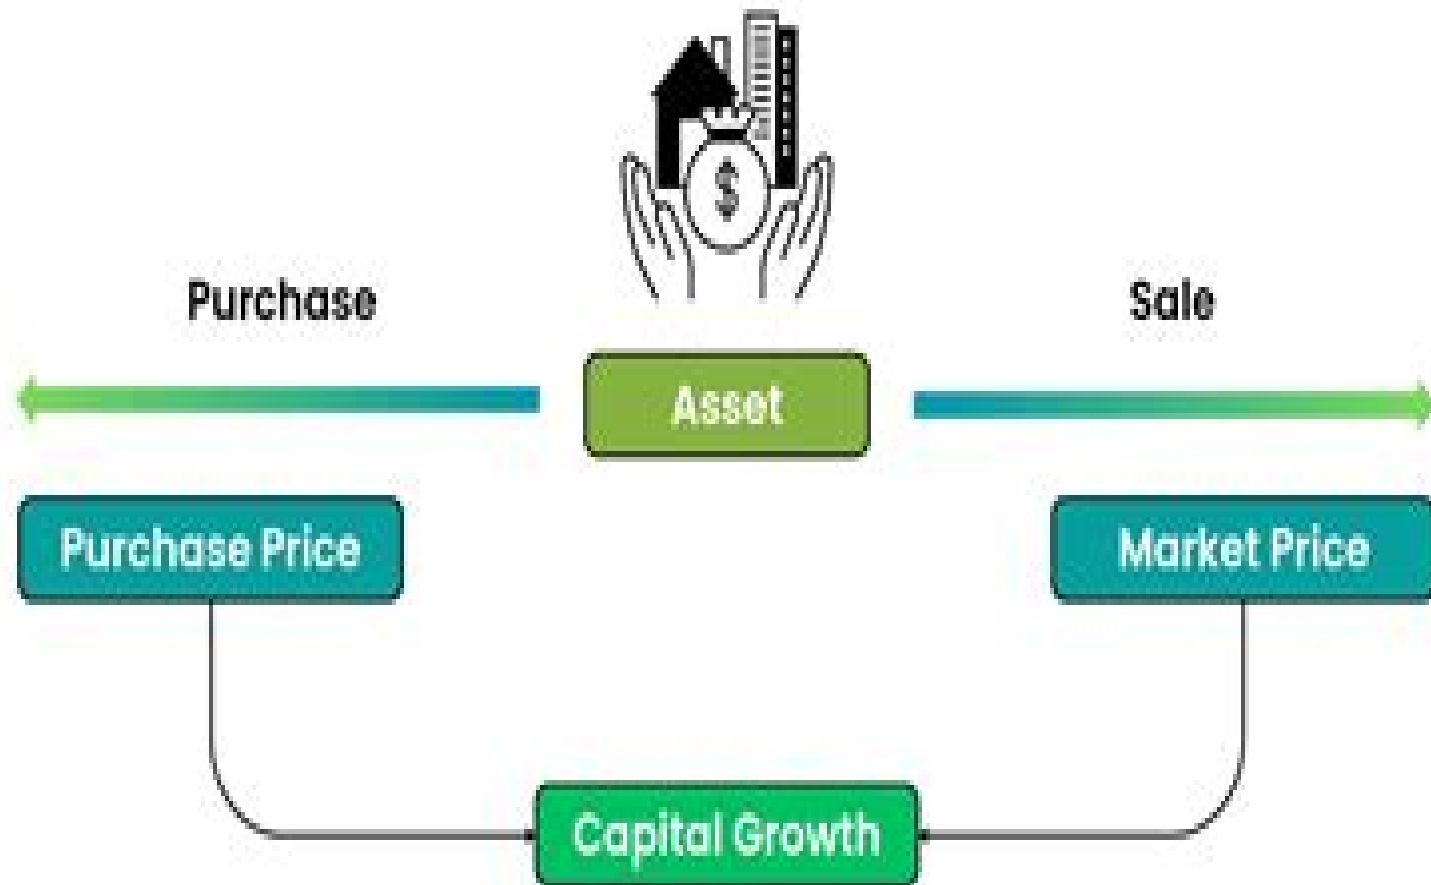 $
Purchase
Sale
Asset
Purchase Price
Market Price
Capital Growth